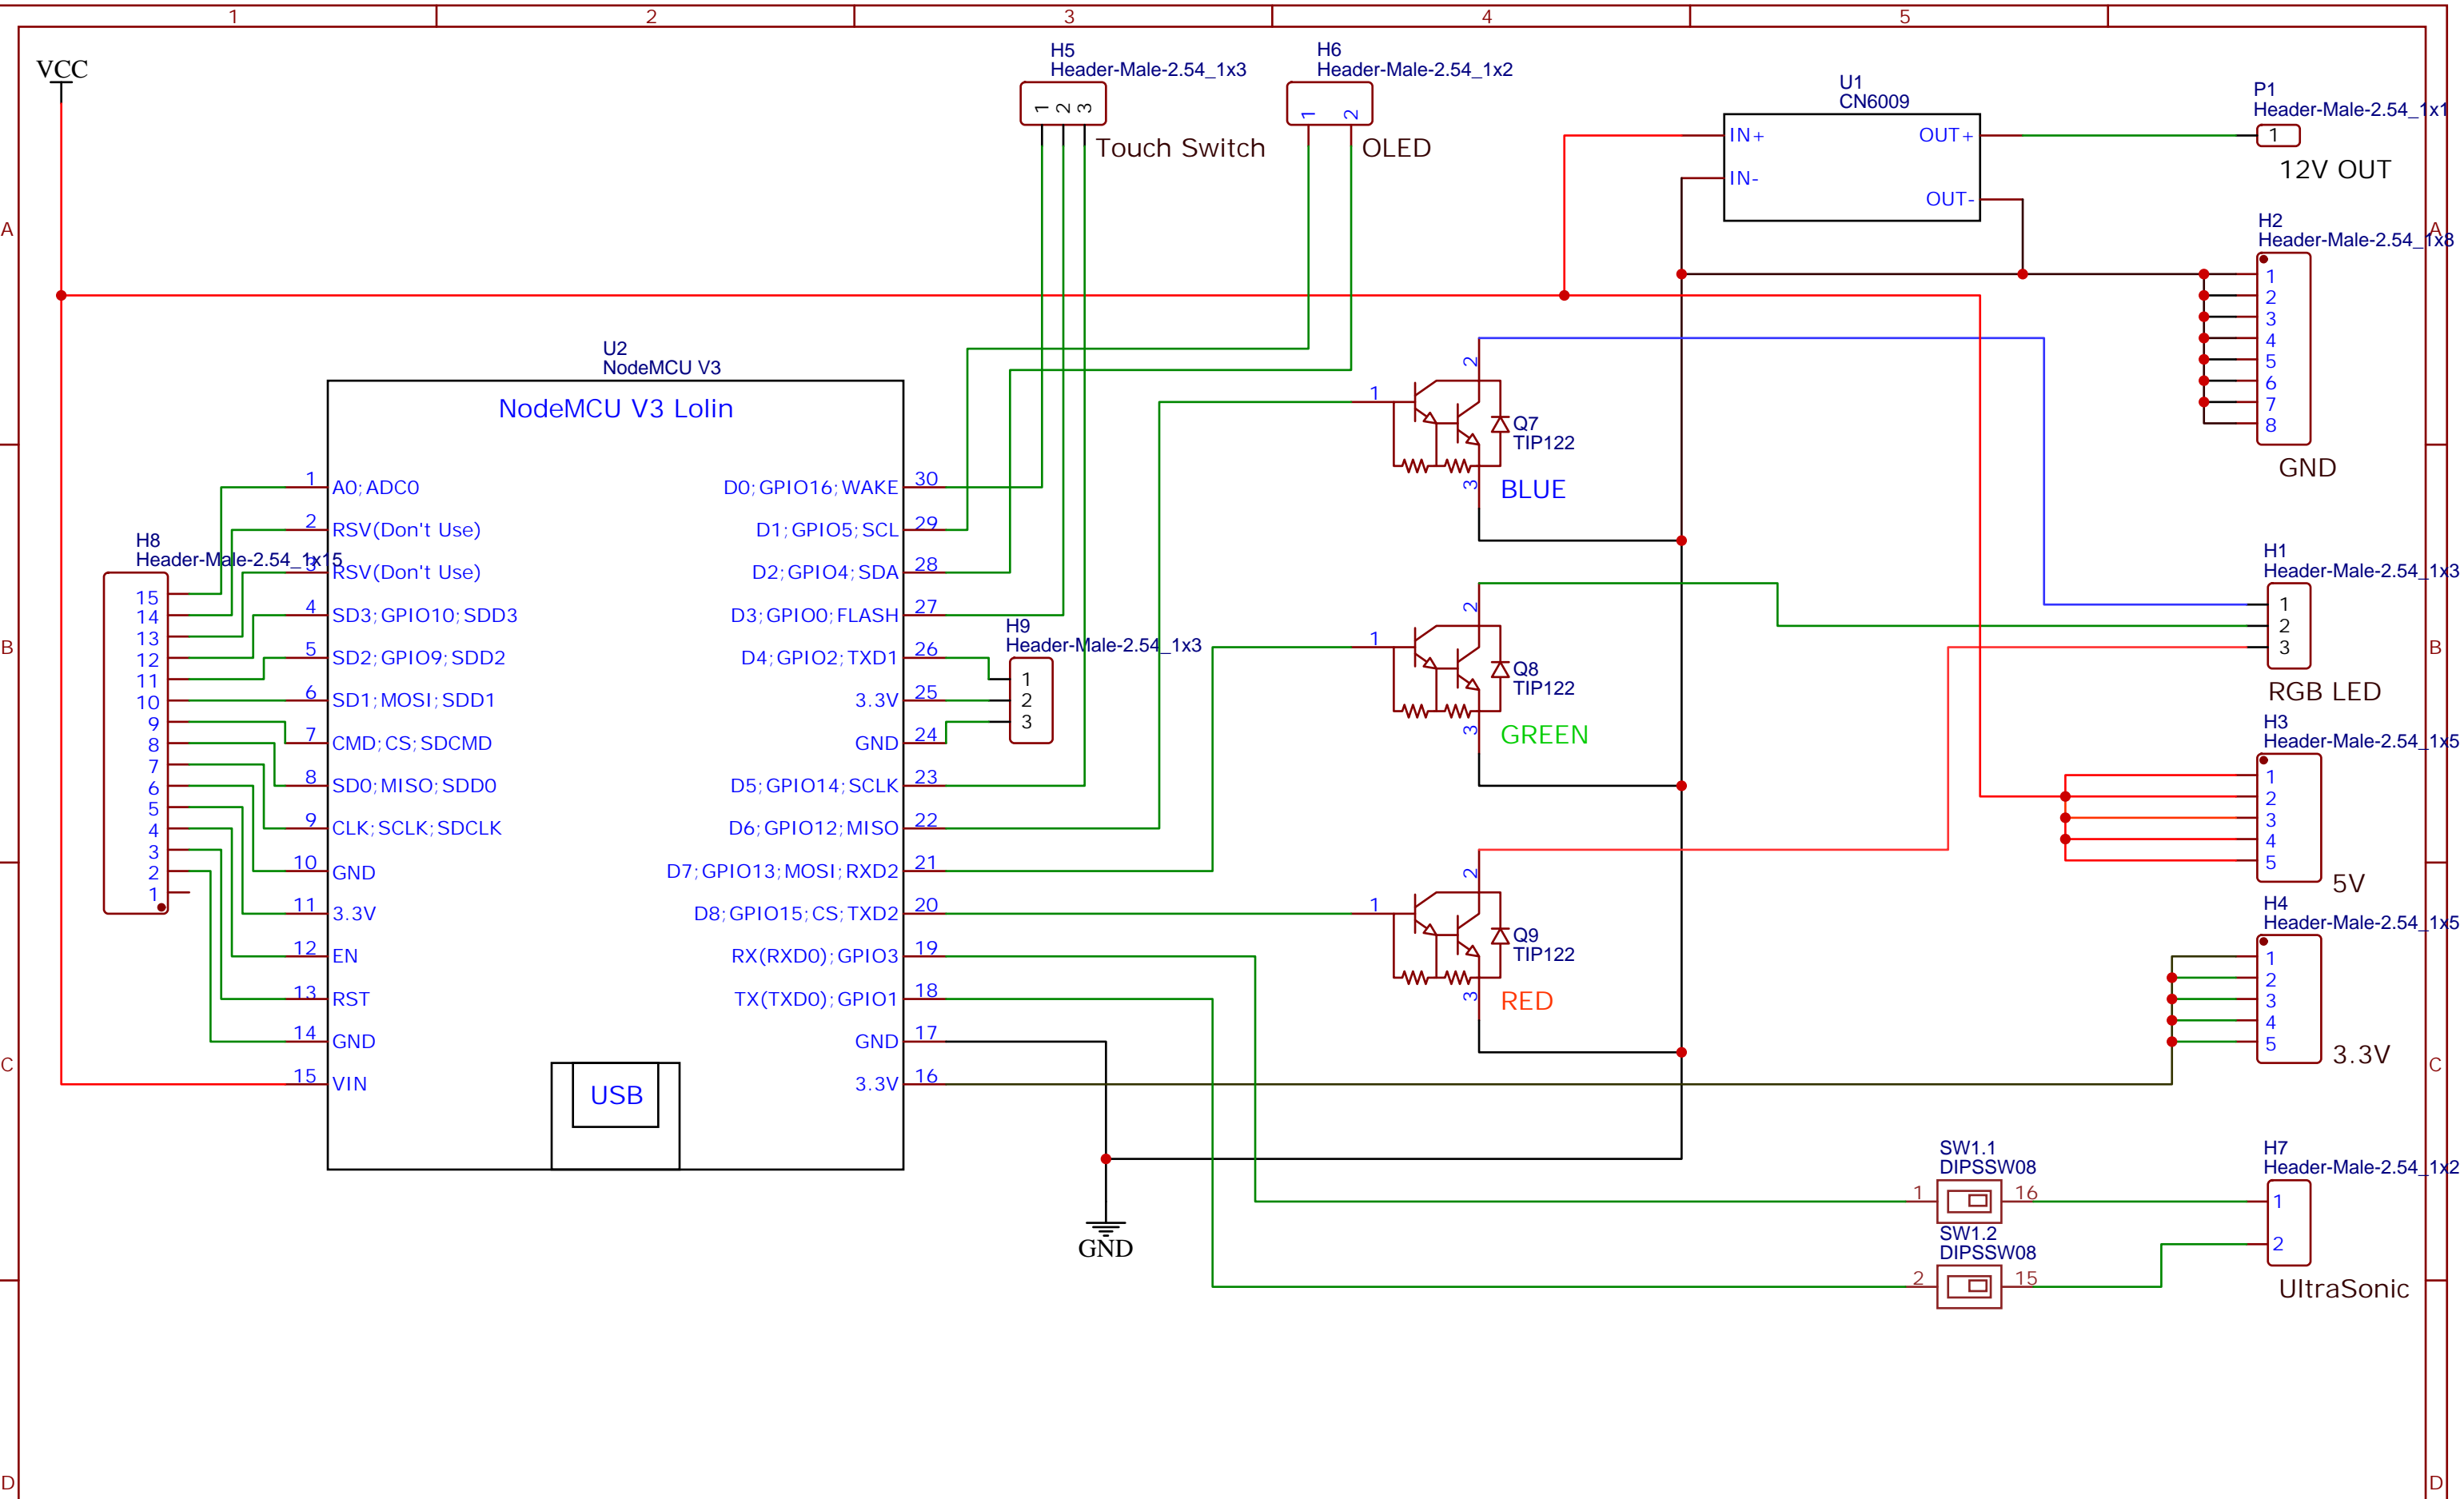 1 2 3 4 5
A
B
C
D
A
B
C
D
VCC
H5
Header-Male-2.54_1x3
1 2 3
Touch Switch
H6
Header-Male-2.54_1x2
1 2
OLED
U1
CN6009
IN+
IN-
OUT+
OUT-
P1
Header-Male-2.54_1x1
1
12V OUT
H2
Header-Male-2.54_1x8
1
2
3
4
5
6
7
8
GND
U2
NodeMCU V3
NodeMCU V3 Lolin
1 A0;ADC0
2 RSV(Don't Use)
3 RSV(Don't Use)
4 SD3;GPIO10;SDD3
5 SD2;GPIO9;SDD2
6 SD1;MOSI;SDD1
7 CMD;CS;SDCMD
8 SD0;MISO;SDD0
9 CLK;SCLK;SDCLK
10 GND
11 3.3V
12 EN
13 RST
14 GND
15 VIN
D0;GPIO16;WAKE 30
D1;GPIO5;SCL 29
D2;GPIO4;SDA 28
D3;GPIO0;FLASH 27
D4;GPIO2;TXD1 26
3.3V 25
GND 24
D5;GPIO14;SCLK 23
D6;GPIO12;MISO 22
D7;GPIO13;MOSI;RXD2 21
D8;GPIO15;CS;TXD2 20
RX(RXD0);GPIO3 19
TX(TXD0);GPIO1 18
GND 17
3.3V 16
USB
H8
Header-Male-2.54_1x15
15
14
13
12
11
10
9
8
7
6
5
4
3
2
1
H9
Header-Male-2.54_1x3
1
2
3
1
2
3
Q7
TIP122
BLUE
1
2
3
Q8
TIP122
GREEN
1
2
3
Q9
TIP122
RED
H1
Header-Male-2.54_1x3
1
2
3
RGB LED
H3
Header-Male-2.54_1x5
1
2
3
4
5
5V
H4
Header-Male-2.54_1x5
1
2
3
4
5
3.3V
GND
SW1.1
DIPSSW08
1 16
SW1.2
DIPSSW08
2 15
H7
Header-Male-2.54_1x2
1
2
UltraSonic